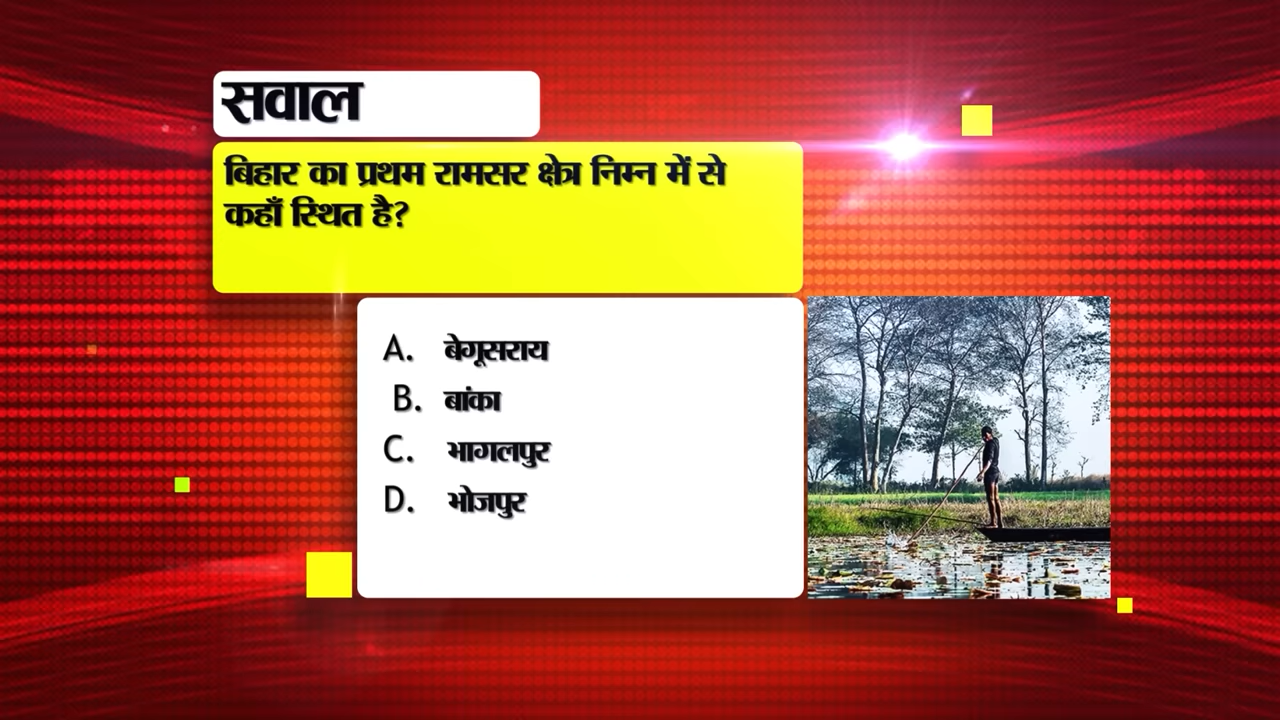 सवाल
बिहार का प्रथम रामसर क्षेत्र निम्न में से
कहाँ स्थित है?
A. बेगूसराय
B. बांका
C. भागलपुर
D. भोजपुर